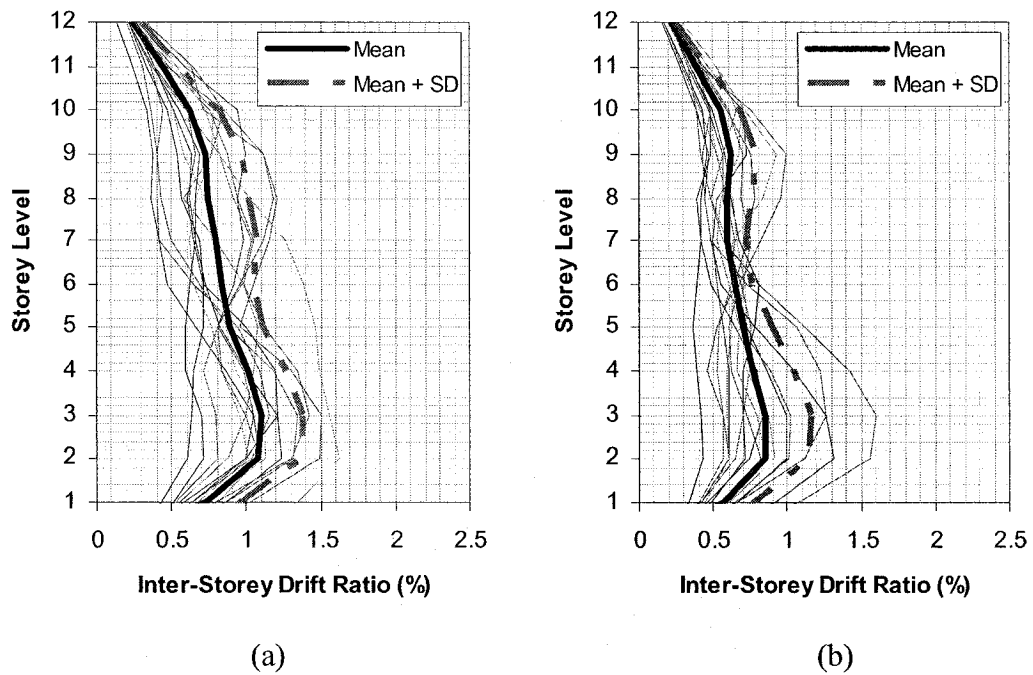 12
11
10
9
8
7
6
5
4
3
2
1
Storey Level
Mean
Mean + SD
0 0.5 1 1.5 2 2.5
Inter-Storey Drift Ratio (%)
(a)
12
11
10
9
8
7
6
5
4
3
2
1
Storey Level
Mean
Mean + SD
0 0.5 1 1.5 2 2.5
Inter-Storey Drift Ratio (%)
(b)